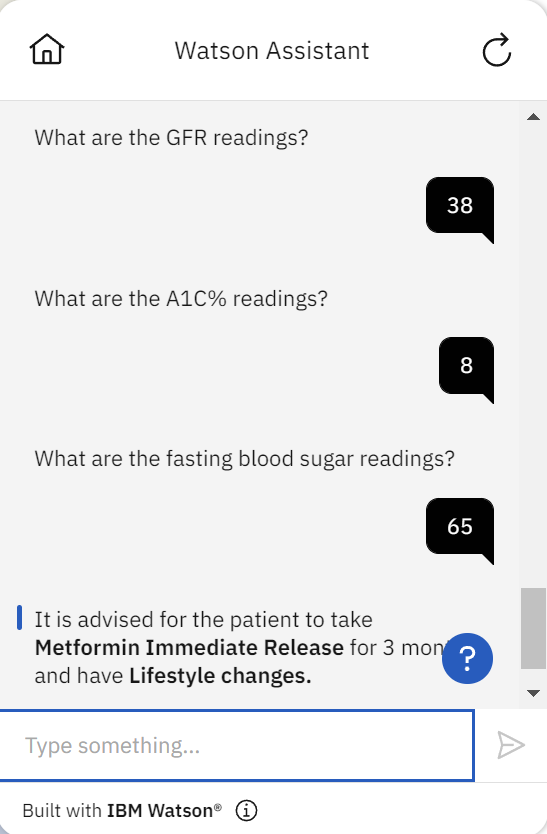 Watson Assistant
What are the GFR readings?
38
What are the A1C% readings?
8
What are the fasting blood sugar readings?
65
It is advised for the patient to take
Metformin Immediate Release for 3 mon
?
and have Lifestyle changes.
Type something...
Built with IBM Watson®